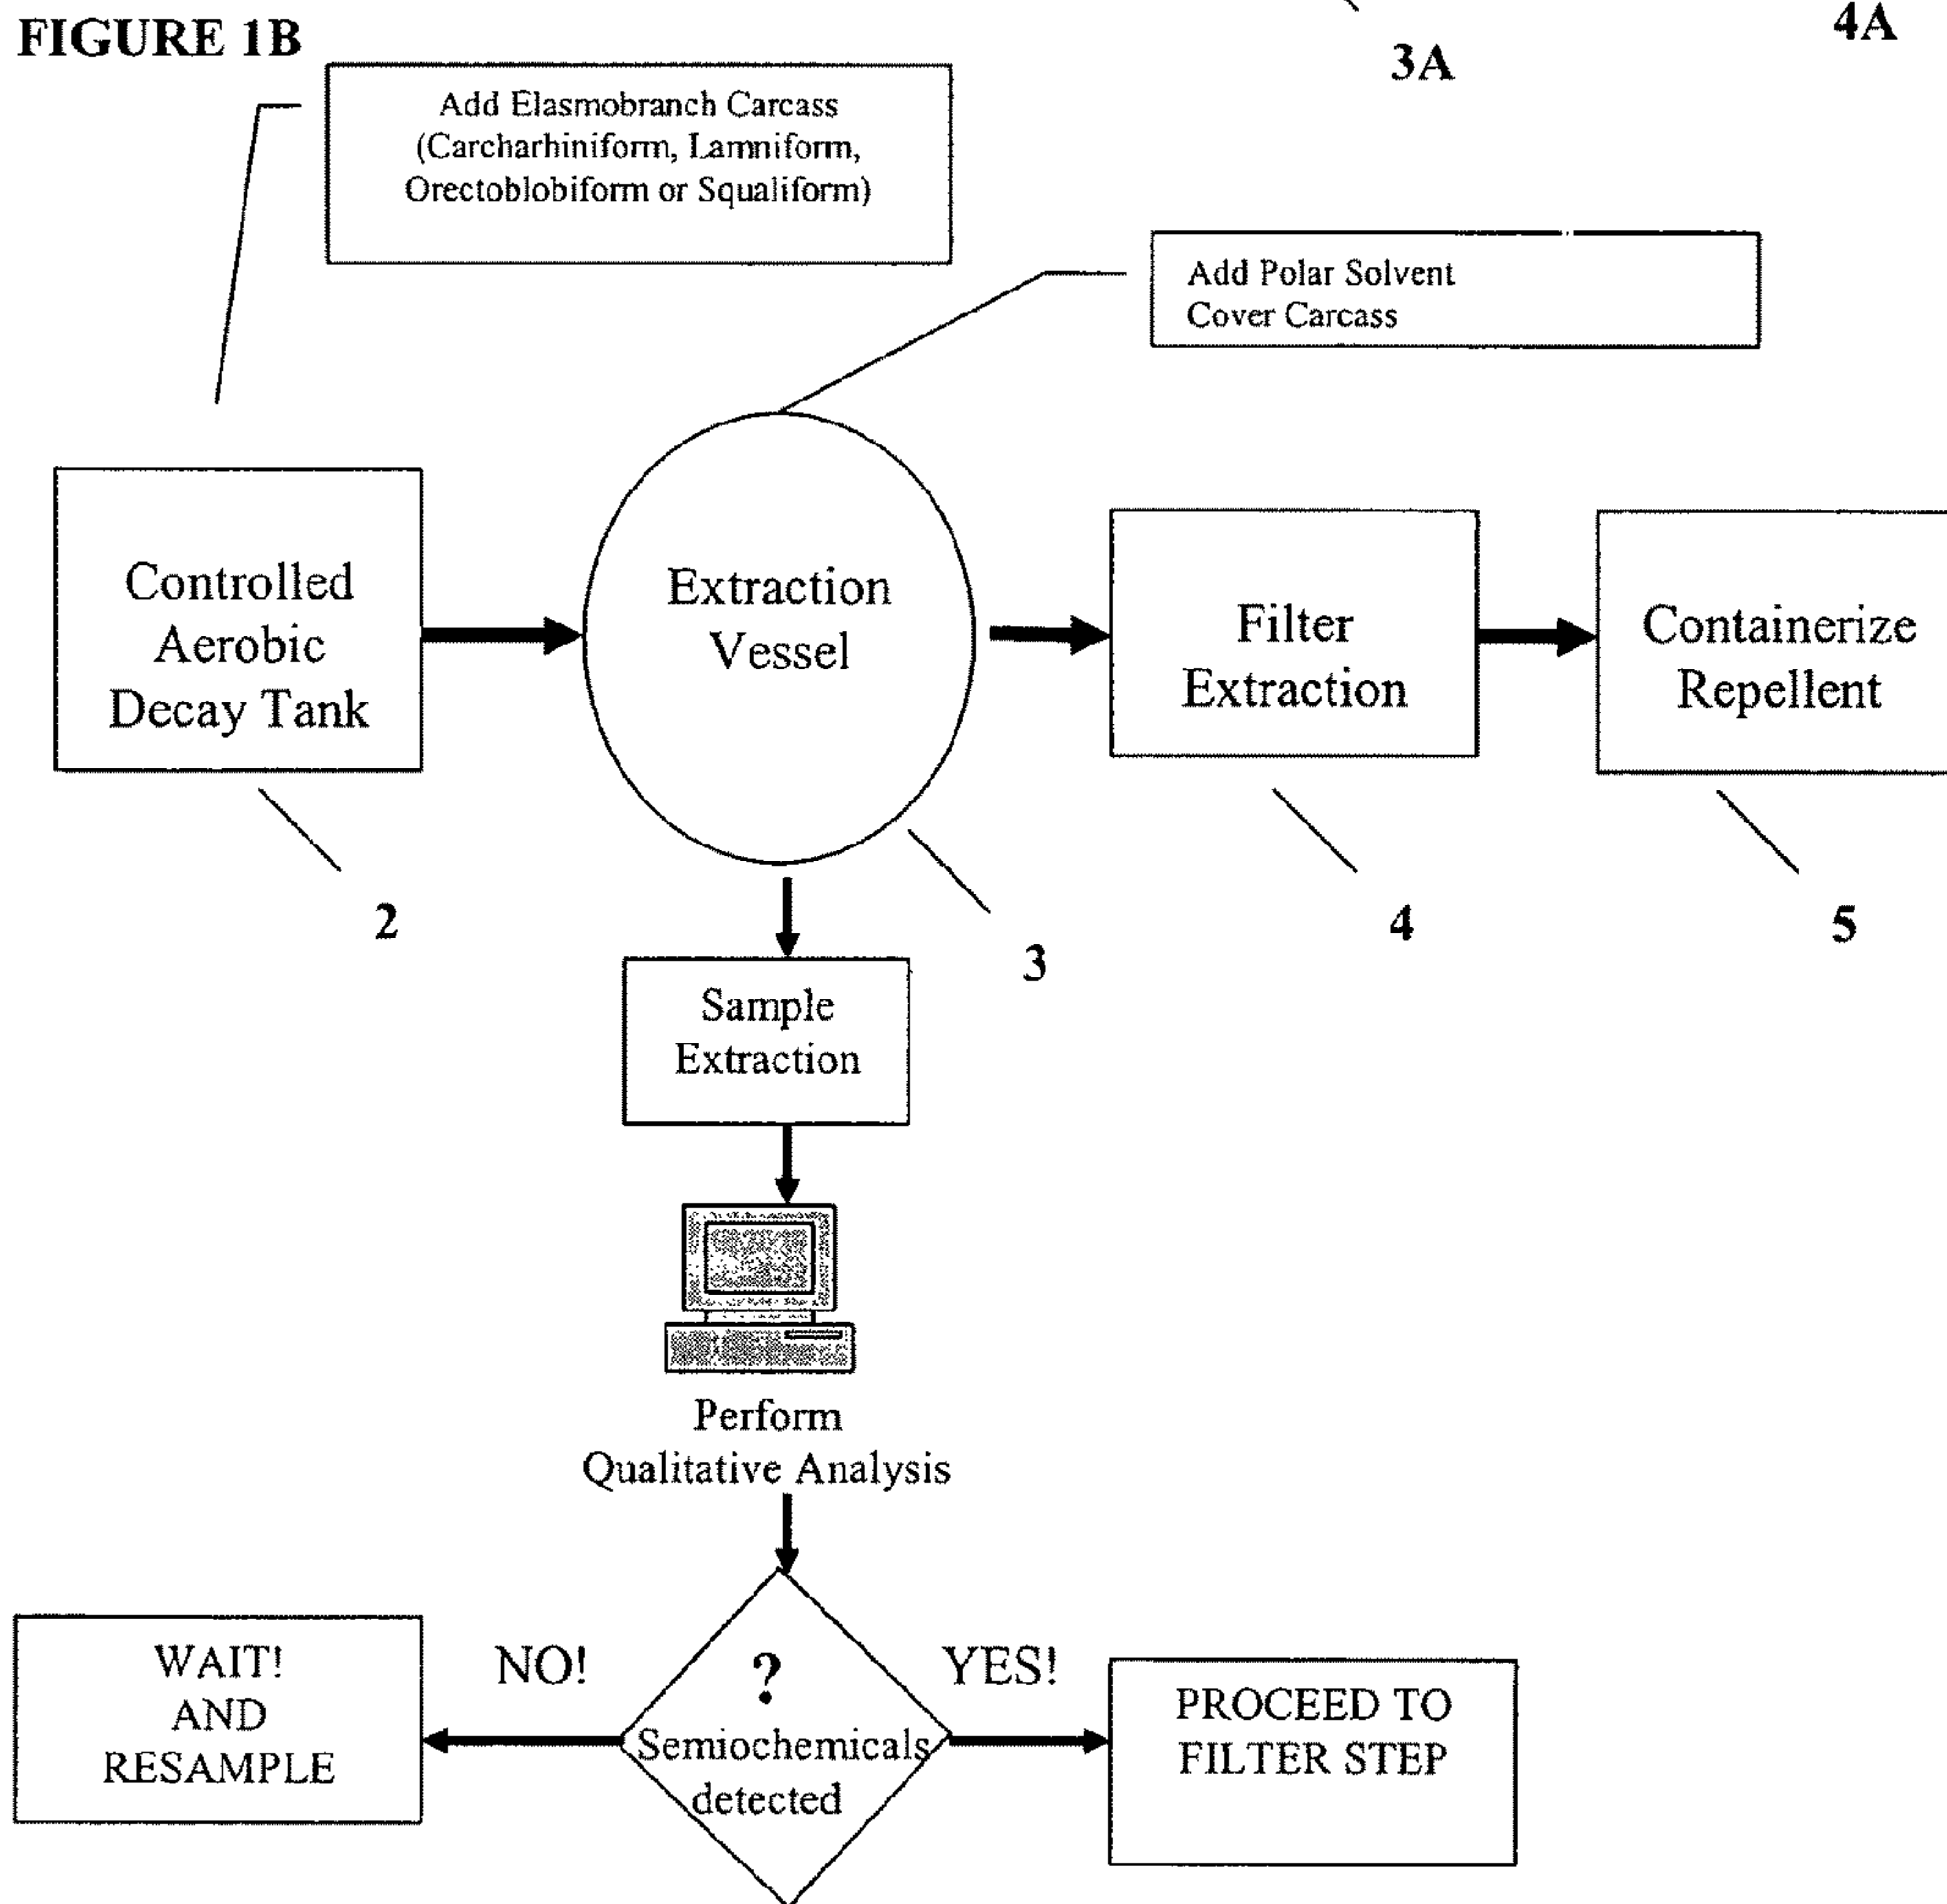 FIGURE 1B
3A
4A
Add Elasmobranch Carcass
(Carcharhiniform, Lamniform,
Orectoblobiform or Squaliform)
Add Polar Solvent
Cover Carcass
Controlled
Aerobic
Decay Tank
Extraction
Vessel
Filter
Extraction
Containerize
Repellent
2
3
4
5
Sample
Extraction
Perform
Qualitative Analysis
?
Semiochemicals
detected
NO!
YES!
WAIT!
AND
RESAMPLE
PROCEED TO
FILTER STEP